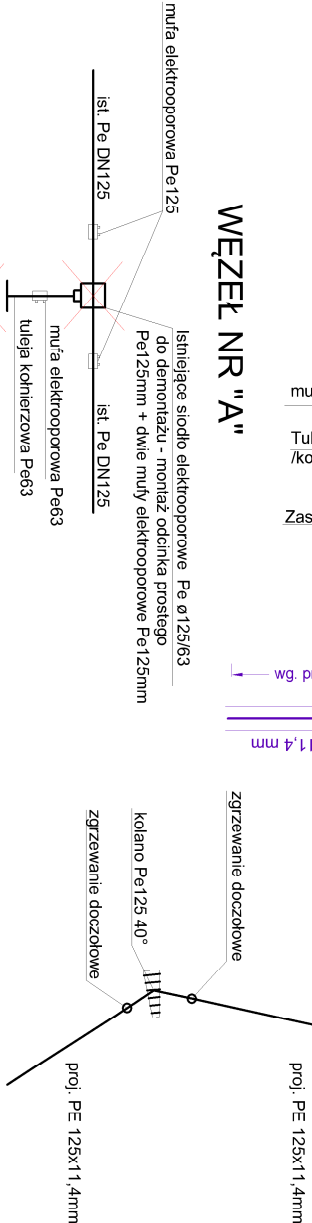 WĘZEŁ NR "A"
mufa elektrooporowa Pe125
ist. Pe DN125
ist. Pe DN125
Istniejące siodło elektrooporowe Pe ø125/63
do demontażu - montaż odcinka prostego
Pe125mm + dwie mufy elektrooporowe Pe125mm
mufa elektrooporowa Pe63
tuleja kołnierzowa Pe63
mu
Tul
/ko
Zas
wg. pr
11,4 mm
zgrzewanie doczołowe
kolano Pe125 40°
zgrzewanie doczołowe
proj. PE 125x11,4mm
proj. PE 125x11,4mm